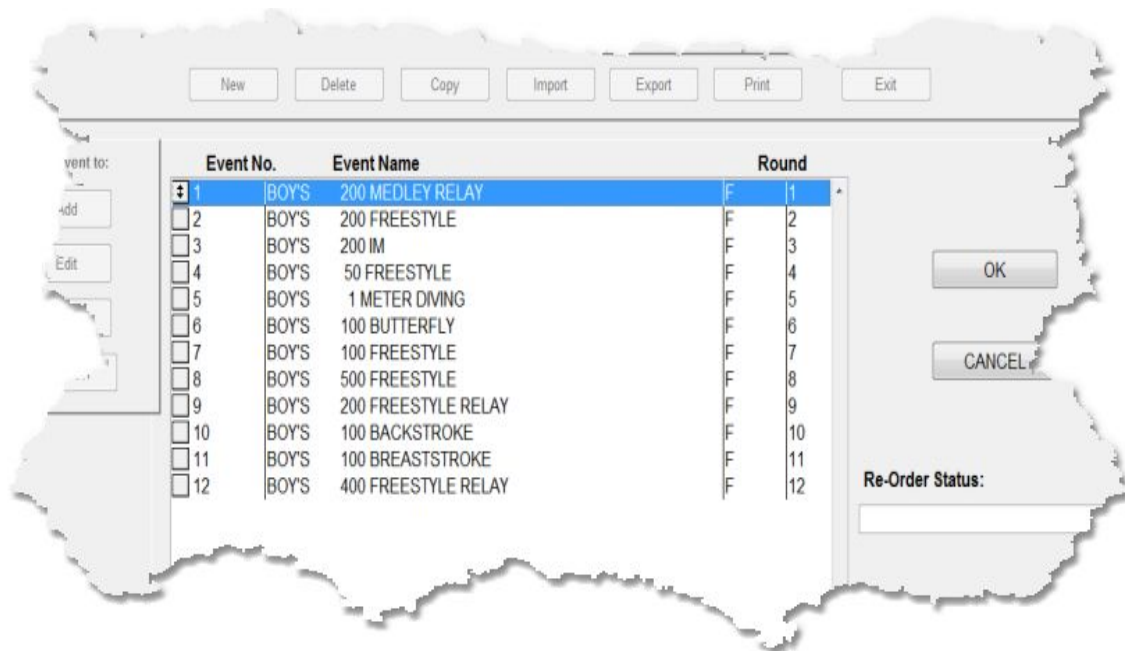 New Delete Copy Import Export Print Exit
vent to:
Add
Edit
Event No. Event Name Round
1 BOY'S 200 MEDLEY RELAY F 1
2 BOY'S 200 FREESTYLE F 2
3 BOY'S 200 IM F 3
4 BOY'S 50 FREESTYLE F 4
5 BOY'S 1 METER DIVING F 5
6 BOY'S 100 BUTTERFLY F 6
7 BOY'S 100 FREESTYLE F 7
8 BOY'S 500 FREESTYLE F 8
9 BOY'S 200 FREESTYLE RELAY F 9
10 BOY'S 100 BACKSTROKE F 10
11 BOY'S 100 BREASTSTROKE F 11
12 BOY'S 400 FREESTYLE RELAY F 12
OK
CANCEL
Re-Order Status: